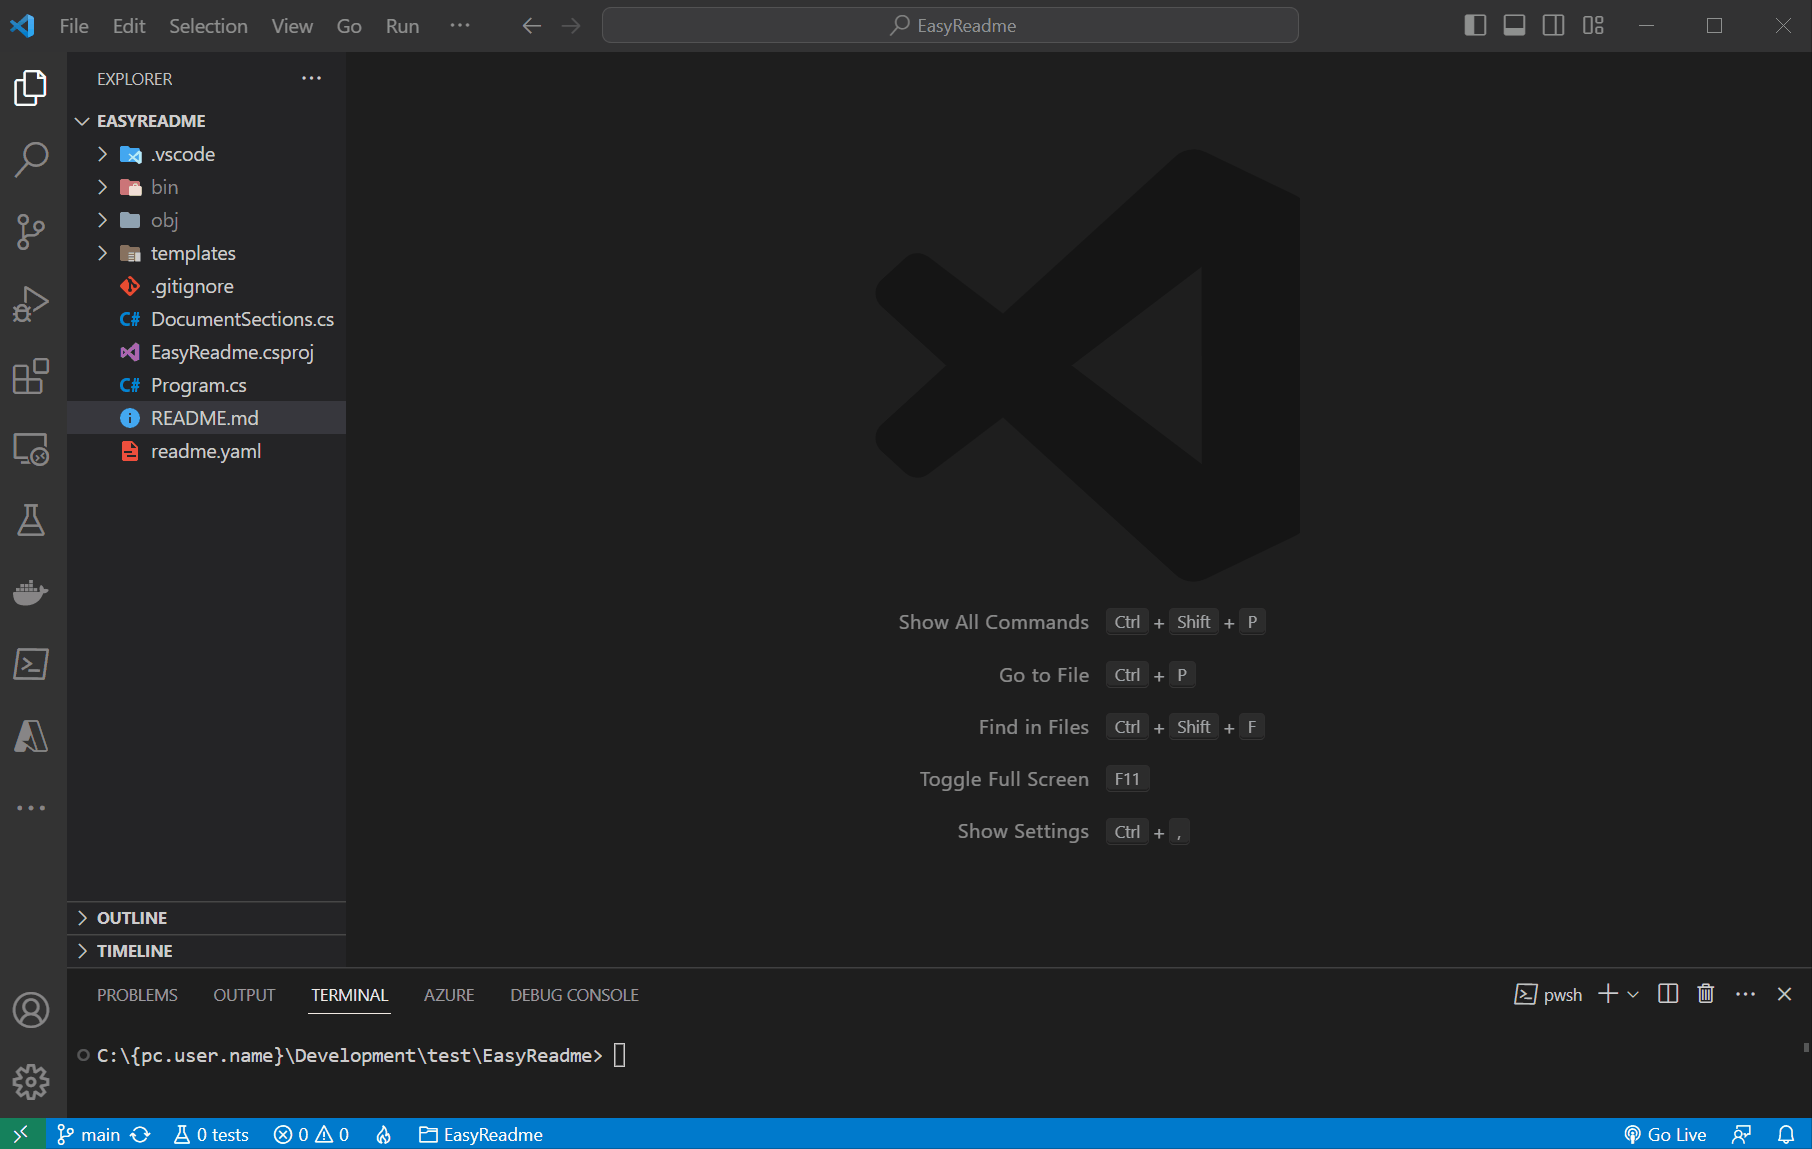 File Edit Selection View Go Run ··· EasyReadme
EXPLORER ···
EASYREADME
.vscode
bin
obj
templates
.gitignore
C# DocumentSections.cs
EasyReadme.csproj
C# Program.cs
README.md
readme.yaml
Show All Commands Ctrl + Shift + P
Go to File Ctrl + P
Find in Files Ctrl + Shift + F
Toggle Full Screen F11
Show Settings Ctrl + ,
OUTLINE
TIMELINE
PROBLEMS OUTPUT TERMINAL AZURE DEBUG CONSOLE pwsh
C:\{pc.user.name}\Development\test\EasyReadme>
main 0 tests 0 0 EasyReadme Go Live